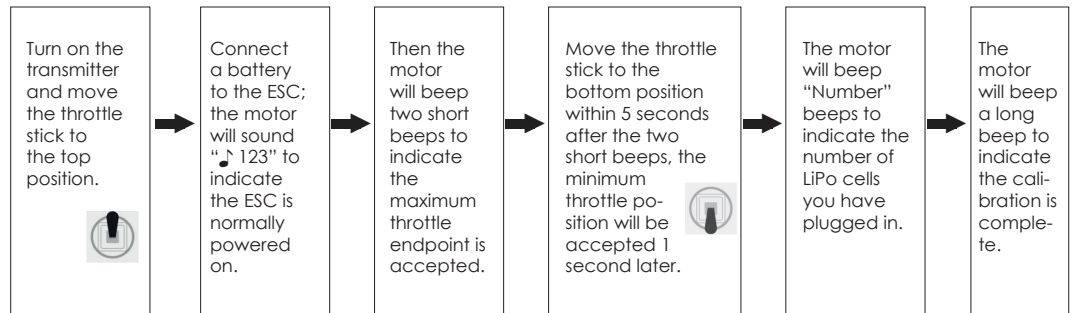 Turn on the
transmitter
and move
the throttle
stick to
the top
position.
Connect
a battery
to the ESC;
the motor
will sound
“♪ 123” to
indicate
the ESC is
normally
powered
on.
Then the
motor
will beep
two short
beeps to
indicate
the
maximum
throttle
endpoint is
accepted.
Move the throttle
stick to the
bottom position
within 5 seconds
after the two
short beeps, the
minimum
throttle po-
sition will be
accepted 1
second later.
The motor
will beep
“Number”
beeps to
indicate the
number of
LiPo cells
you have
plugged in.
The
motor
will beep
a long
beep to
indicate
the cali-
bration is
comple-
te.